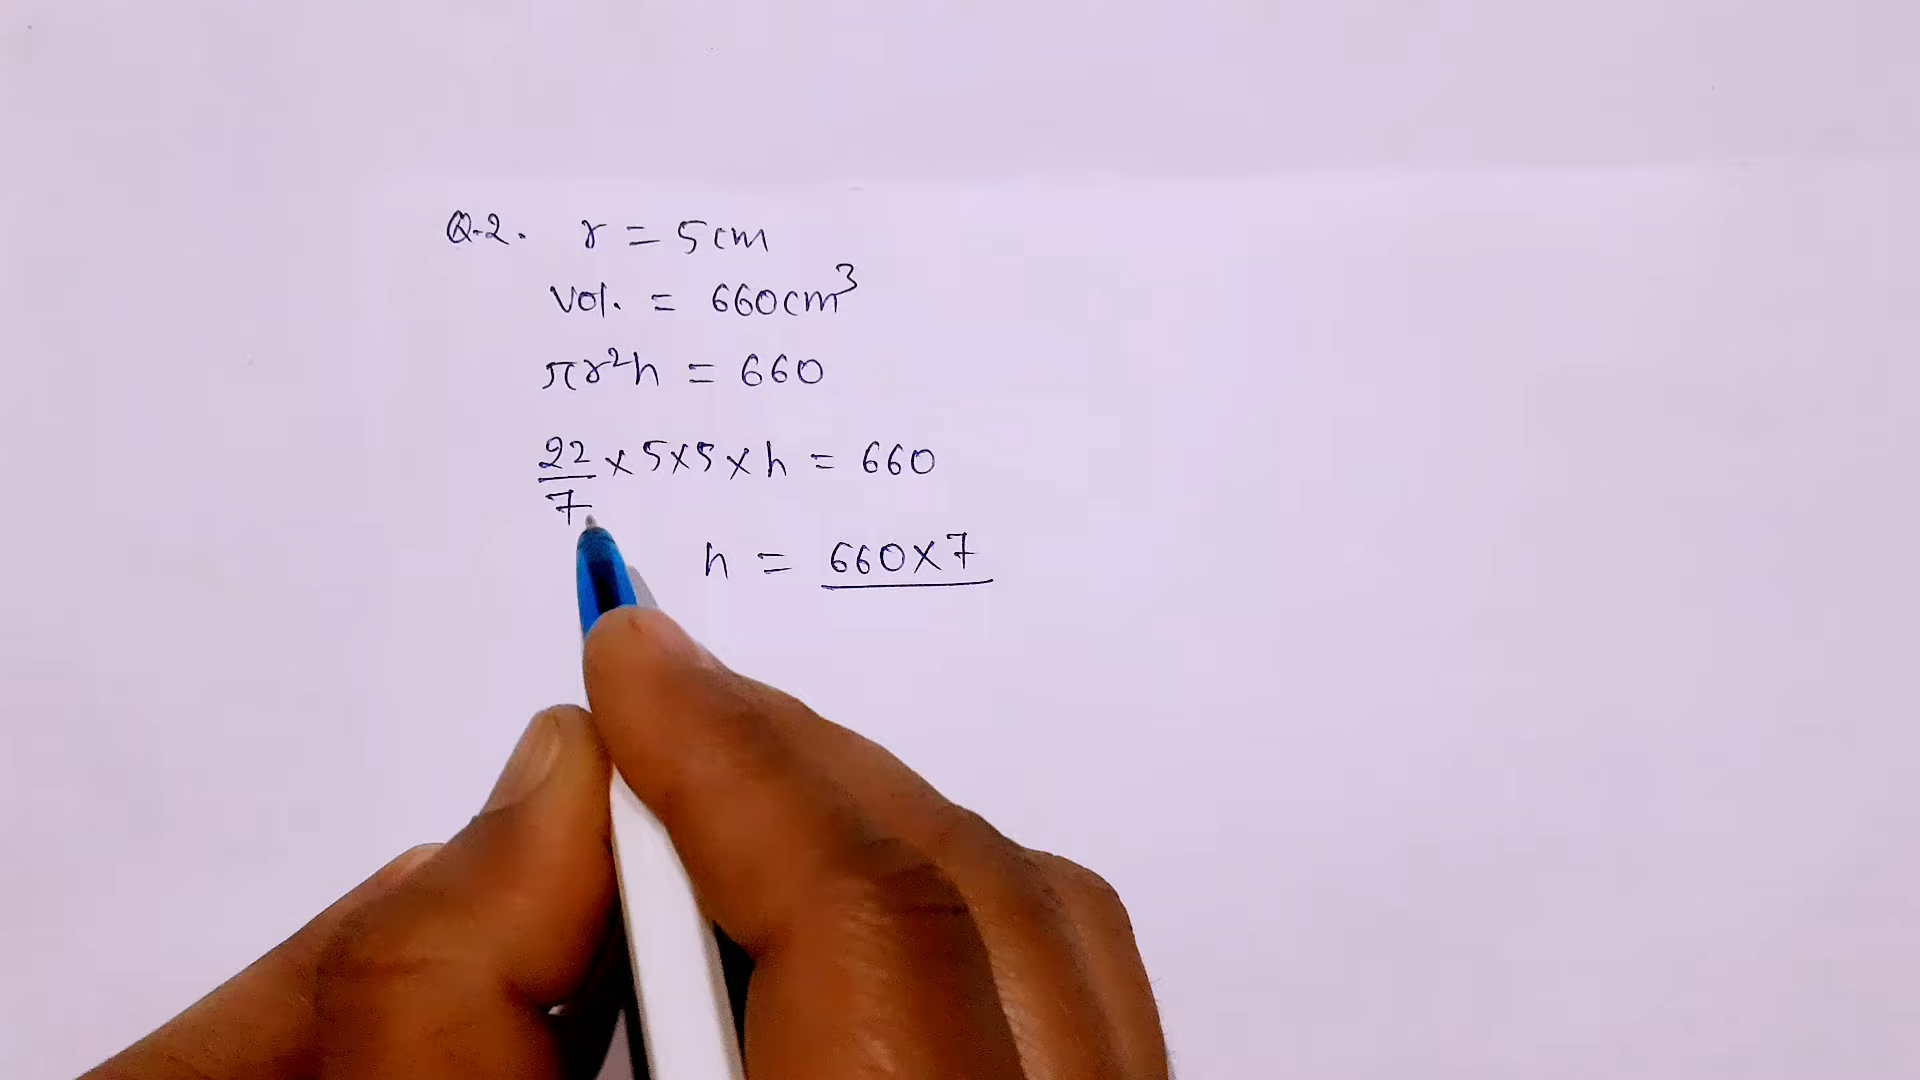 Q.2. r = 5cm
Vol. = 660cm³
πr²h = 660
22/7 × 5×5 × h = 660
h = 660×7